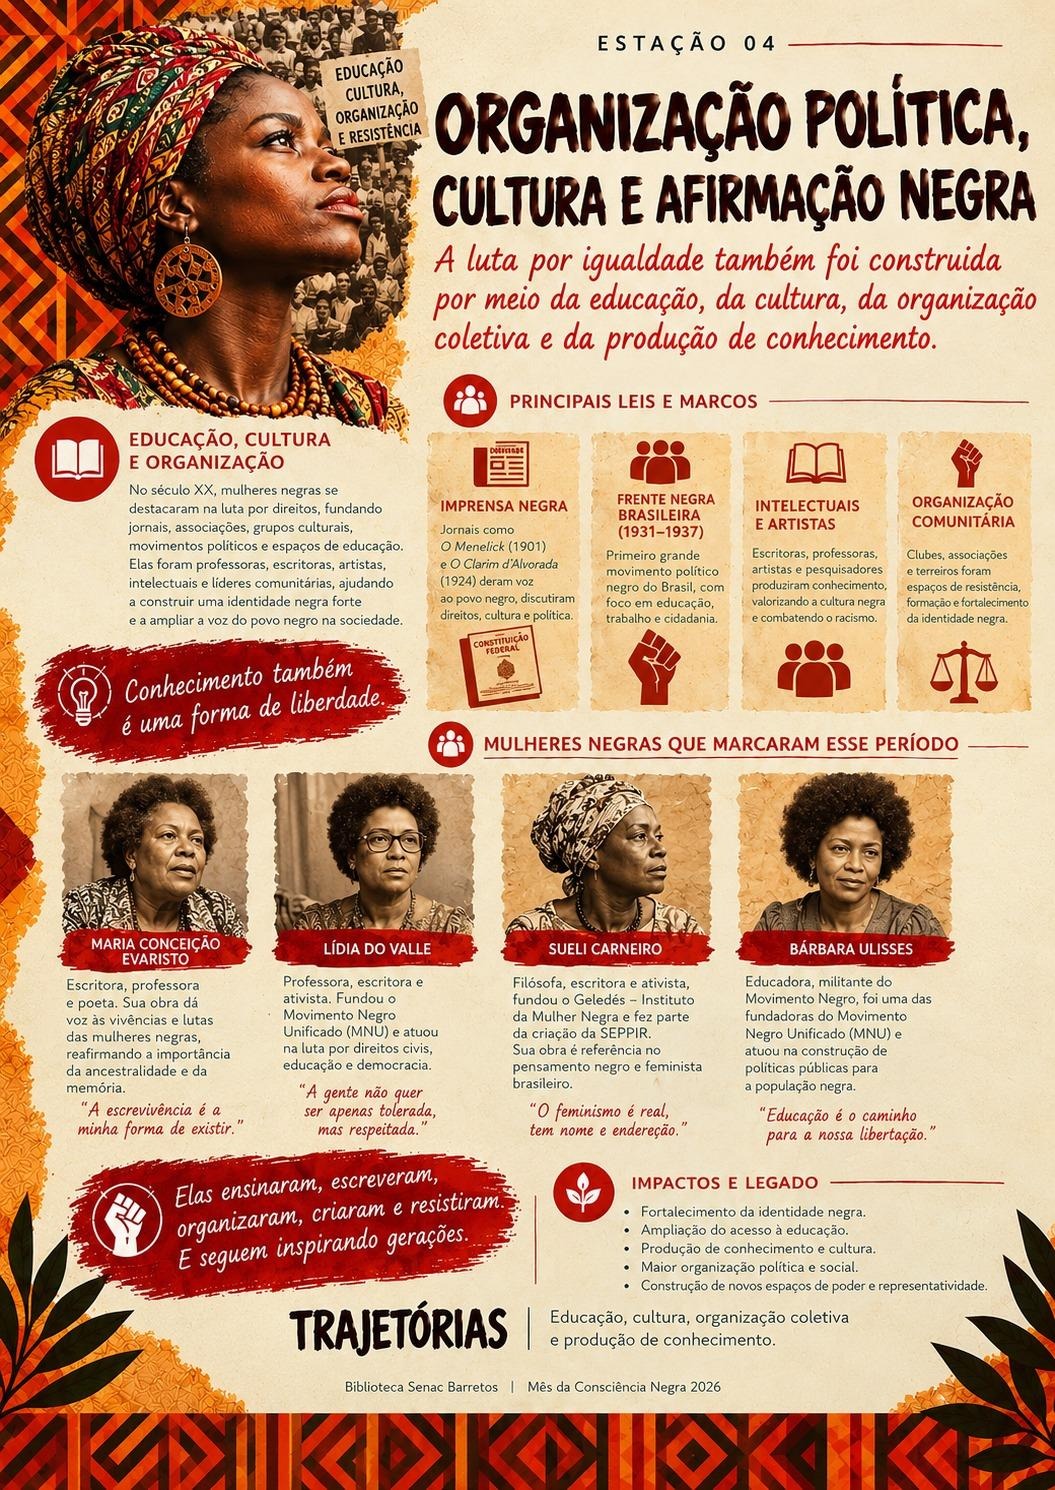 ESTAÇÃO 04
EDUCAÇÃO
CULTURA,
ORGANIZAÇÃO
E RESISTÊNCIA
ORGANIZAÇÃO POLÍTICA,
CULTURA E AFIRMAÇÃO NEGRA
A luta por igualdade também foi construida
por meio da educação, da cultura, da organização
coletiva e da produção de conhecimento.
EDUCAÇÃO, CULTURA
E ORGANIZAÇÃO
No século XX, mulheres negras se
destacaram na luta por direitos, fundando
jornais, associações, grupos culturais,
movimentos políticos e espaços de educação.
Elas foram professoras, escritoras, artistas,
intelectuais e líderes comunitárias, ajudando
a construir uma identidade negra forte
e a ampliar a voz do povo negro na sociedade.
Conhecimento também
é uma forma de liberdade.
PRINCIPAIS LEIS E MARCOS
IMPRENSA NEGRA
Jornais como
O Menelick (1901)
e O Clarim d'Alvorada
(1924) deram voz
ao povo negro, discutiram
direitos, cultura e política.
CONSTITUIÇÃO
FEDERAL
FRENTE NEGRA
BRASILEIRA
(1931–1937)
Primeiro grande
movimento político
negro do Brasil, com
foco em educação,
trabalho e cidadania.
INTELECTUAIS
E ARTISTAS
Escritoras, professoras,
artistas e pesquisadores
produziram conhecimento,
valorizando a cultura negra
e combatendo o racismo.
ORGANIZAÇÃO
COMUNITÁRIA
Clubes, associações
e terreiros foram
espaços de resistência,
formação e fortalecimento
da identidade negra.
MULHERES NEGRAS QUE MARCARAM ESSE PERÍODO
MARIA CONCEIÇÃO
EVARISTO
Escritora, professora
e poeta. Sua obra dá
voz às vivências e lutas
das mulheres negras,
reafirmando a importância
da ancestralidade e da
memória.
"A escrevivência é a
minha forma de existir."
LÍDIA DO VALLE
Professora, escritora e
ativista. Fundou o
Movimento Negro
Unificado (MNU) e atuou
na luta por direitos civis,
educação e democracia.
"A gente não quer
ser apenas tolerada,
mas respeitada."
SUELI CARNEIRO
Filósofa, escritora e ativista,
fundou o Geledés – Instituto
da Mulher Negra e fez parte
da criação da SEPPIR.
Sua obra é referência no
pensamento negro e feminista
brasileiro.
"O feminismo é real,
tem nome e endereção."
BÁRBARA ULISSES
Educadora, militante do
Movimento Negro, foi uma das
fundadoras do Movimento
Negro Unificado (MNU) e
atuou na construção de
políticas públicas para
a população negra.
"Educação é o caminho
para a nossa libertação."
Elas ensinaram, escreveram,
organizaram, criaram e resistiram.
E seguem inspirando gerações.
IMPACTOS E LEGADO
• Fortalecimento da identidade negra.
• Ampliação do acesso à educação.
• Produção de conhecimento e cultura.
• Maior organização política e social.
• Construção de novos espaços de poder e representatividade.
TRAJETÓRIAS
Educação, cultura, organização coletiva
e produção de conhecimento.
Biblioteca Senac Barretos | Mês da Consciência Negra 2026